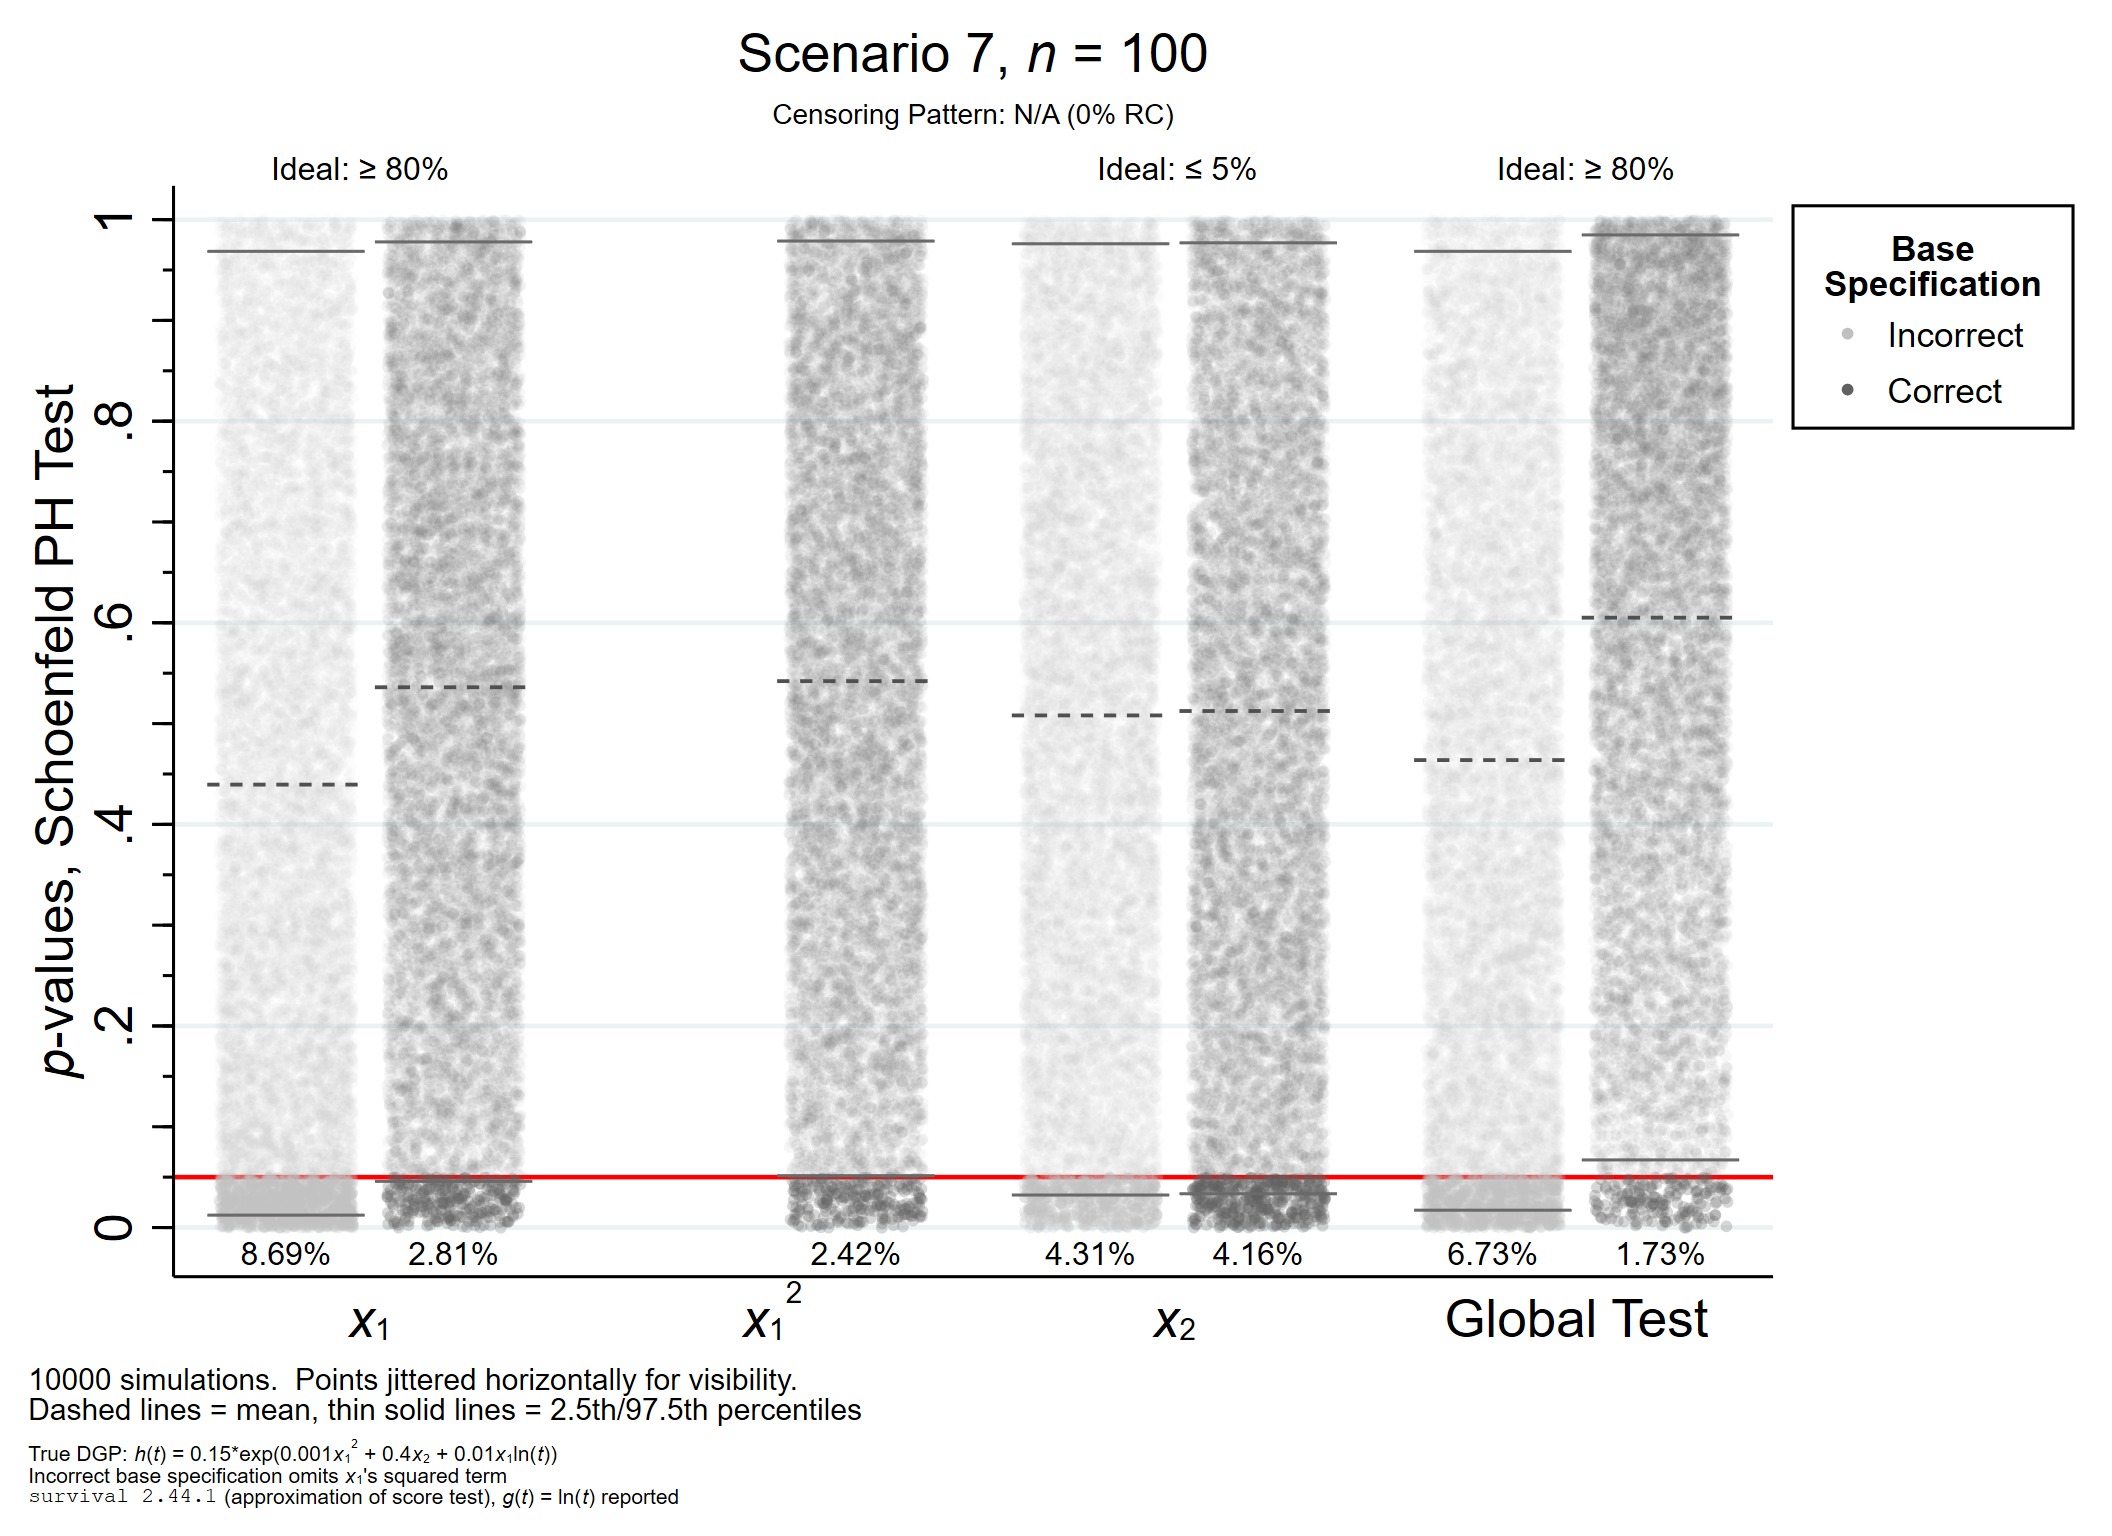 Scenario 7, n = 100
Censoring Pattern: N/A (0% RC)
Ideal: ≥ 80%
Ideal: ≤ 5%
Ideal: ≥ 80%
p-values, Schoenfeld PH Test
1
.8
.6
.4
.2
0
Base
Specification
Incorrect
Correct
8.69%
2.81%
2.42%
4.31%
4.16%
6.73%
1.73%
x₁
x₁²
x₂
Global Test
10000 simulations.  Points jittered horizontally for visibility.
Dashed lines = mean, thin solid lines = 2.5th/97.5th percentiles
True DGP: h(t) = 0.15*exp(0.001x₁² + 0.4x₂ + 0.01x₁ln(t))
Incorrect base specification omits x₁'s squared term
survival 2.44.1 (approximation of score test), g(t) = ln(t) reported